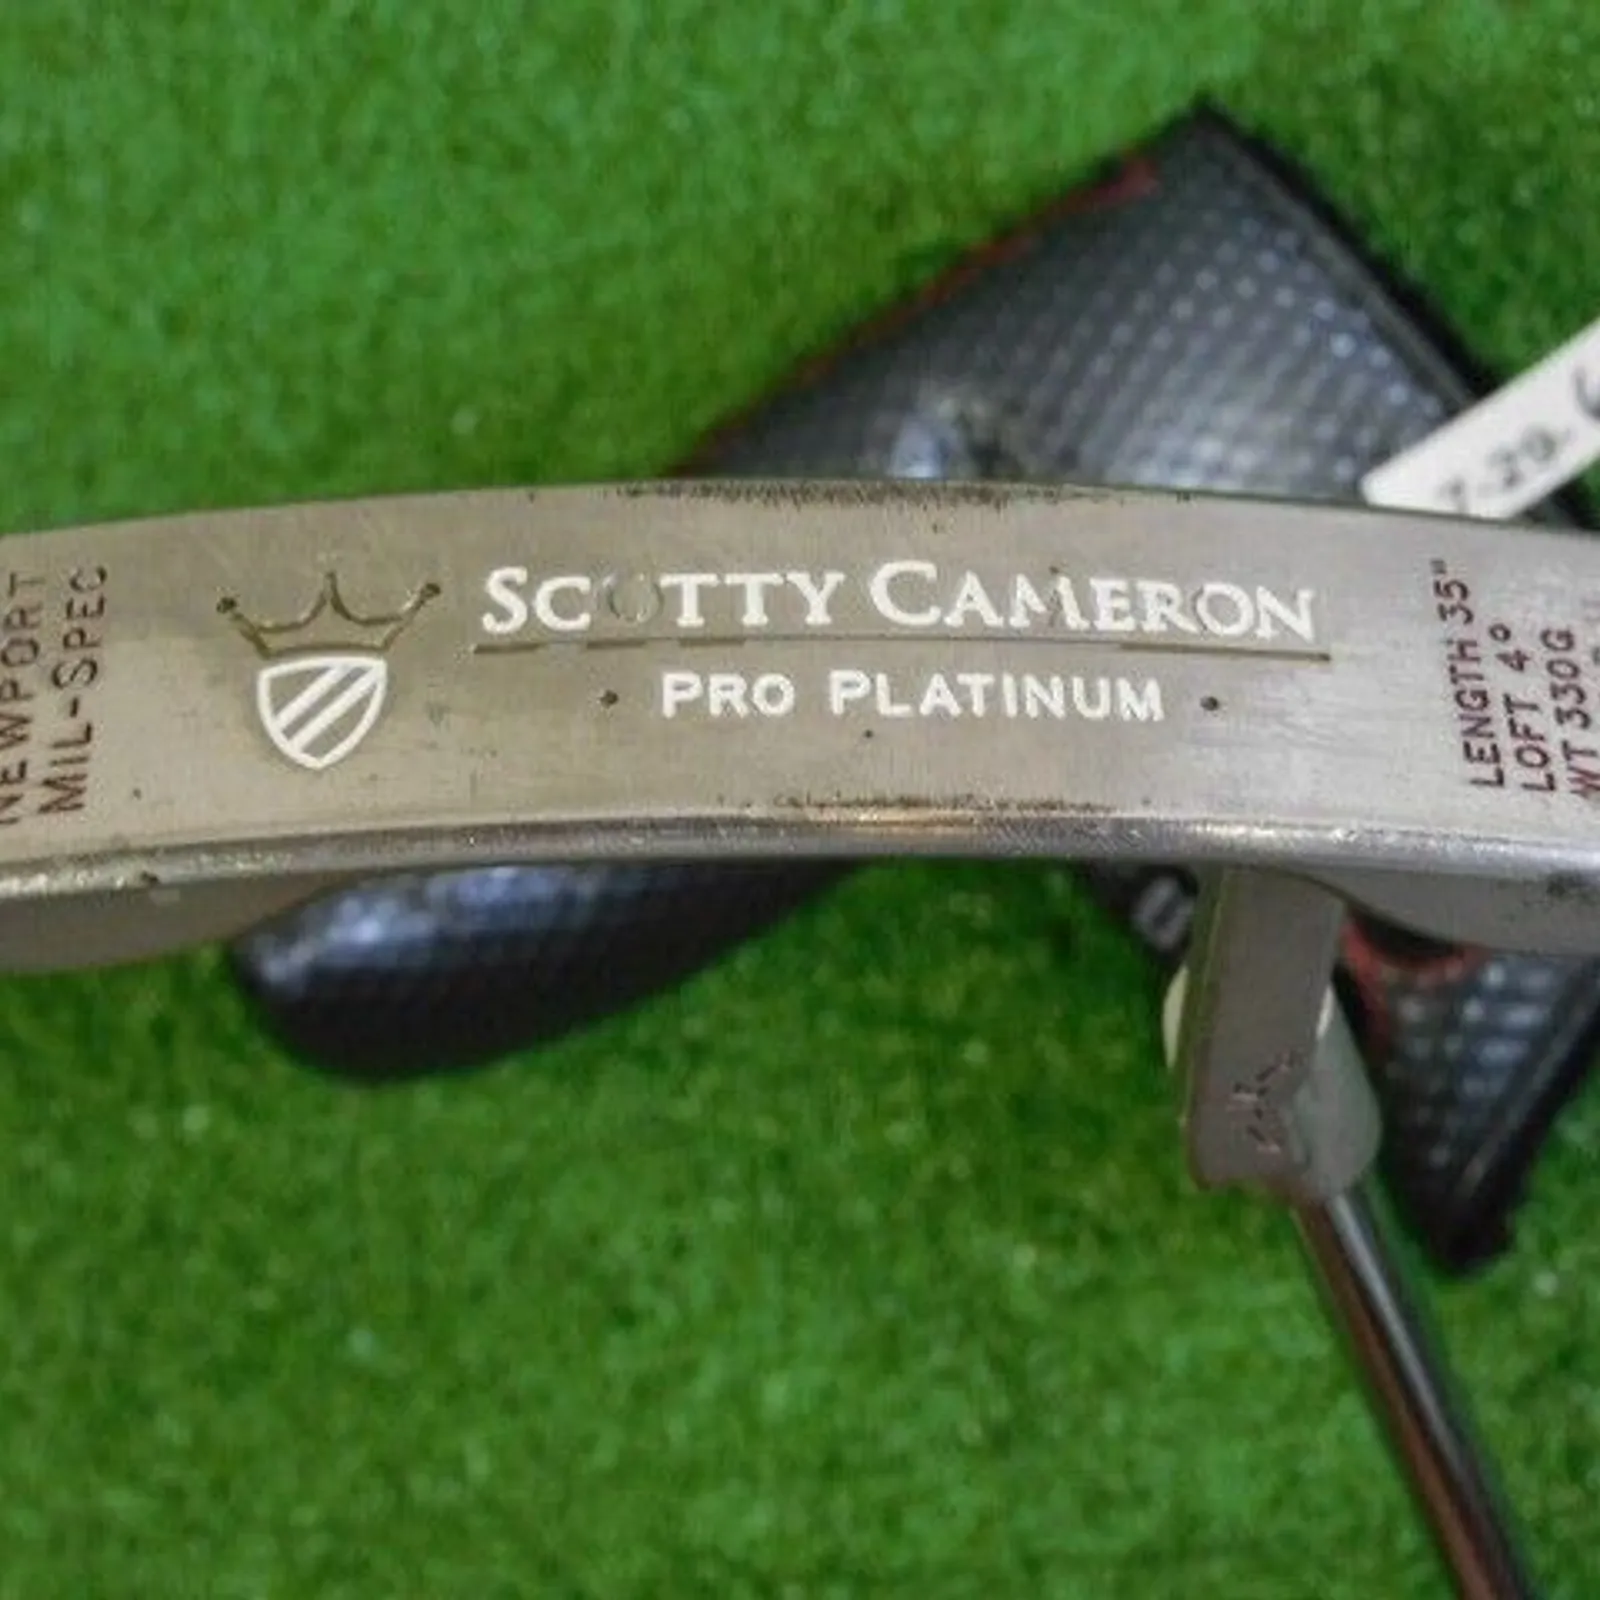 NEWPORT
MIL-SPEC
SCOTTY CAMERON
• PRO PLATINUM •
LENGTH 35"
LOFT 4°
WT 330G